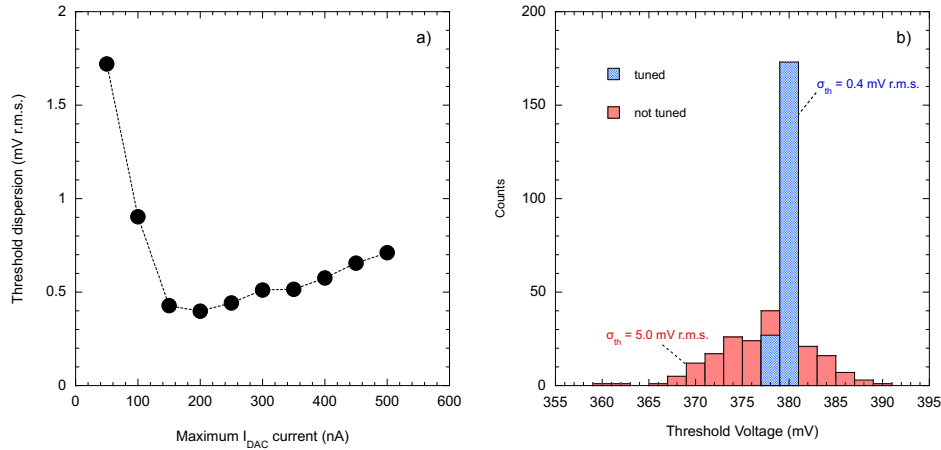 a)
2
1.5
1
0.5
0
0 100 200 300 400 500 600
Threshold dispersion (mV r.m.s.)
Maximum I_DAC current (nA)
b)
200
150
100
50
0
355 360 365 370 375 380 385 390 395
Counts
Threshold Voltage (mV)
tuned
not tuned
σ_th = 0.4 mV r.m.s.
σ_th = 5.0 mV r.m.s.